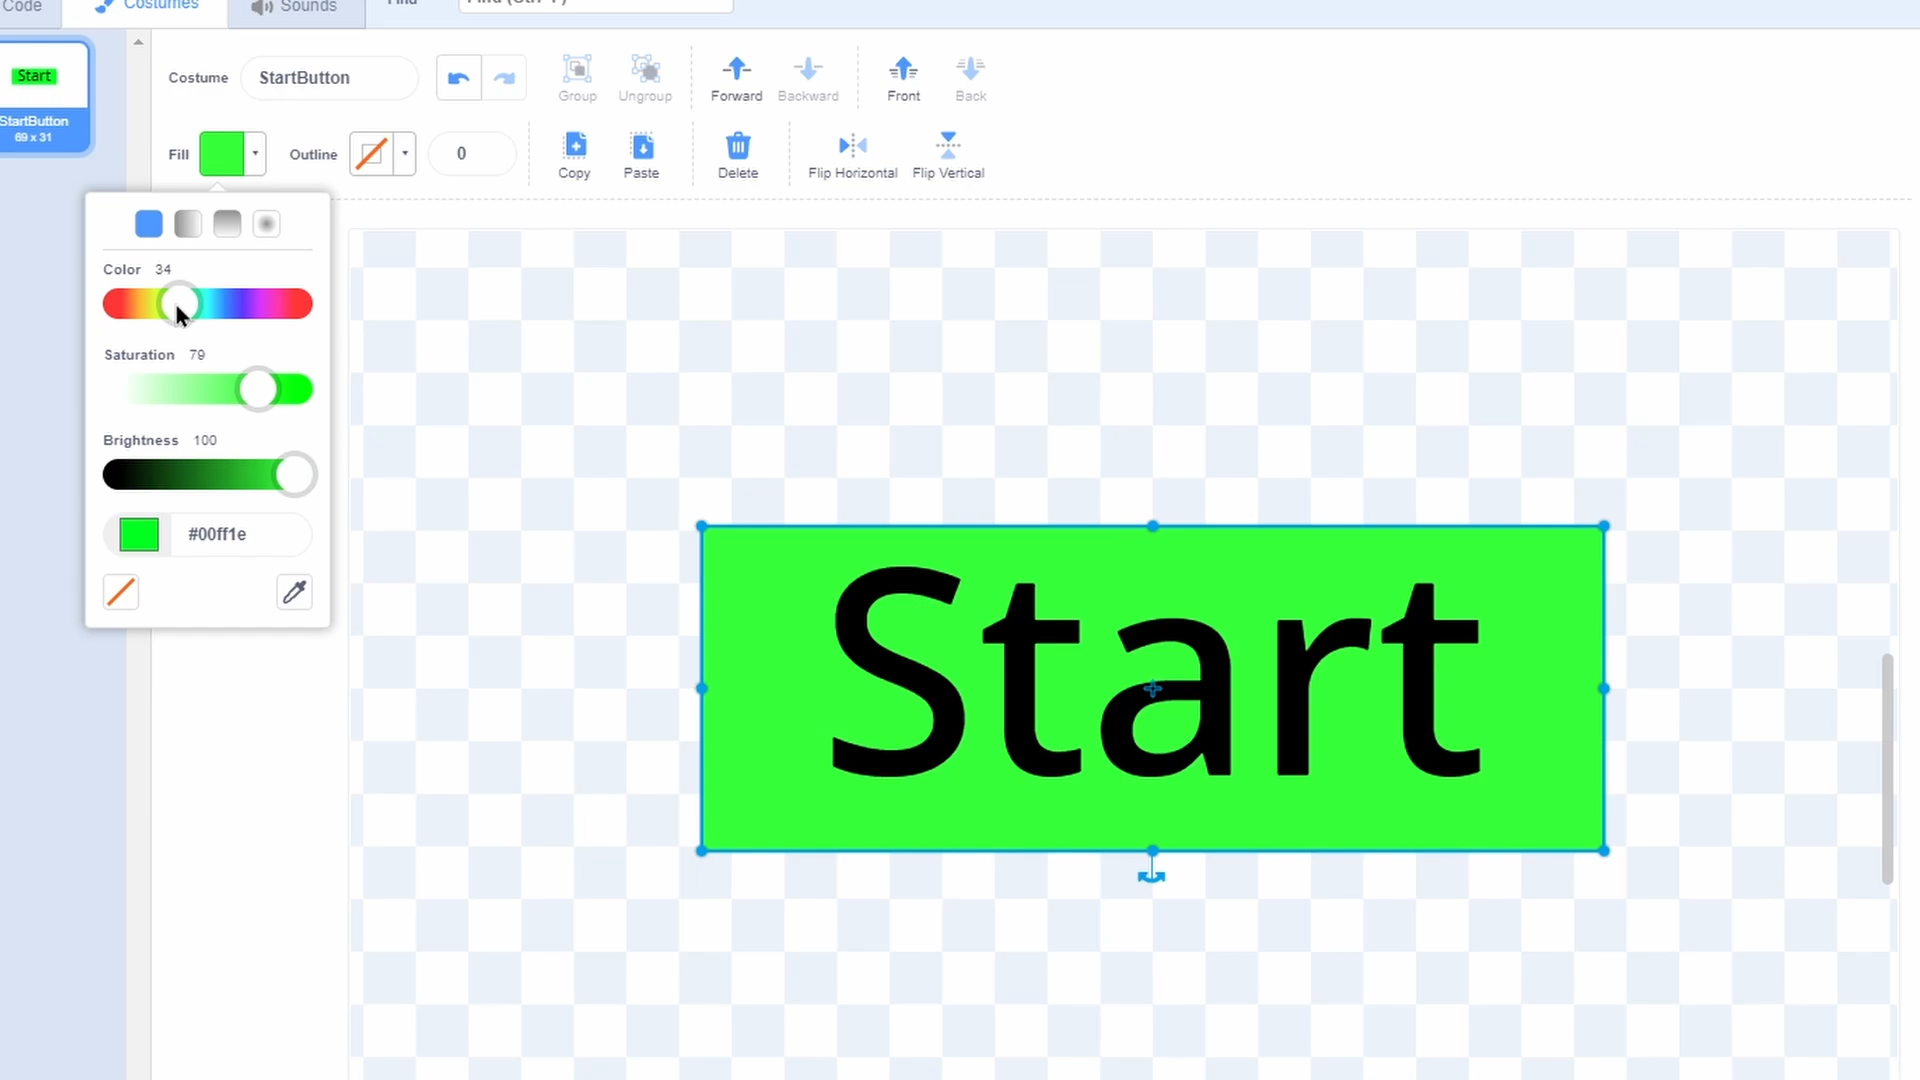 Code
Costumes
Sounds
Find
Start
StartButton
69 x 31
Costume
StartButton
Group
Ungroup
Forward
Backward
Front
Back
Fill
Outline
0
Copy
Paste
Delete
Flip Horizontal
Flip Vertical
Color 34
Saturation 79
Brightness 100
#00ff1e
Start